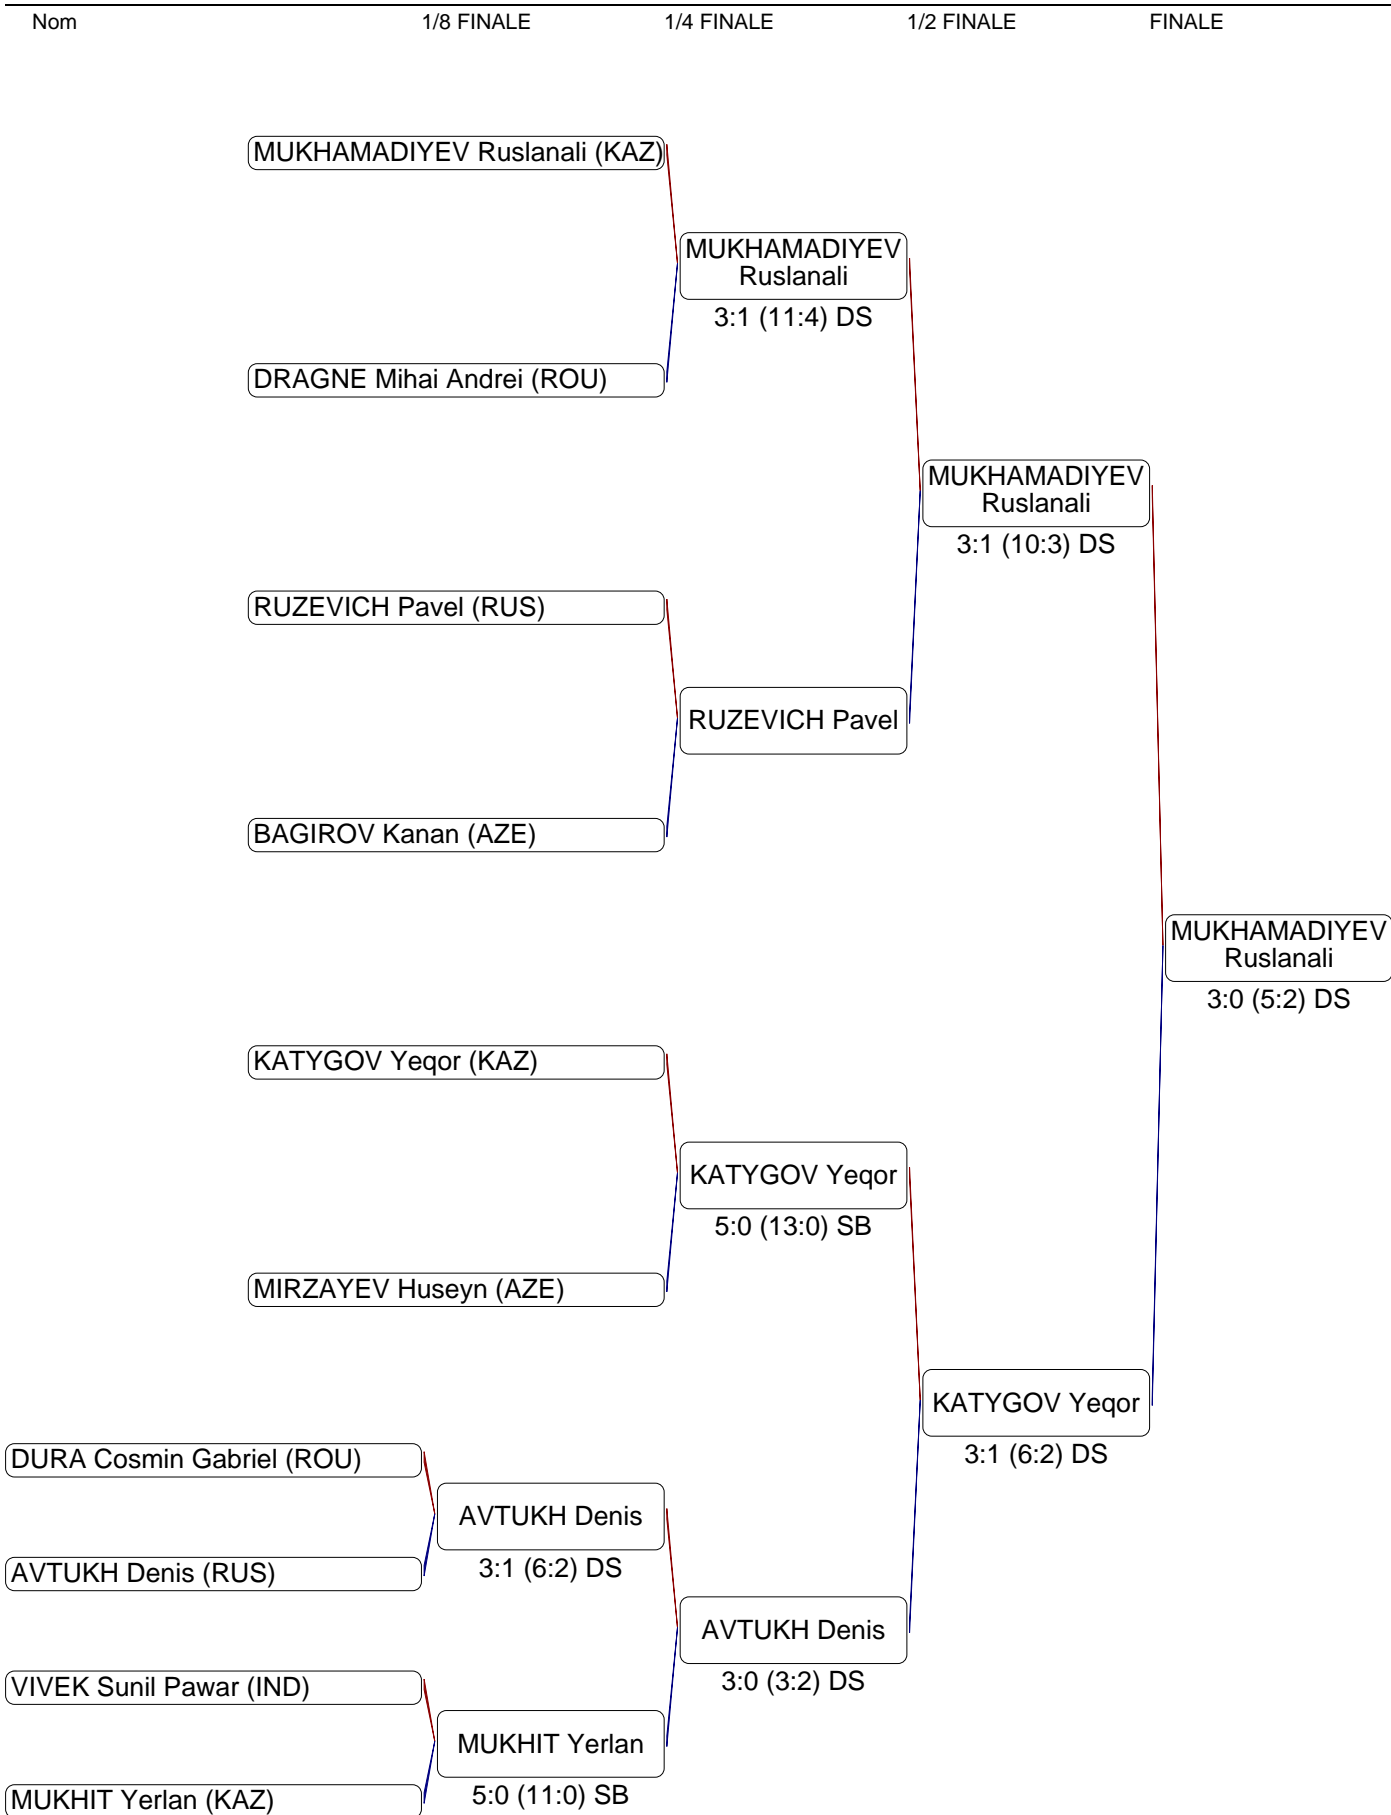 Nom 1/8 FINALE 1/4 FINALE 1/2 FINALE FINALE
MUKHAMADIYEV Ruslanali (KAZ)
MUKHAMADIYEV
Ruslanali
3:1 (11:4) DS
DRAGNE Mihai Andrei (ROU)
MUKHAMADIYEV
Ruslanali
3:1 (10:3) DS
RUZEVICH Pavel (RUS)
RUZEVICH Pavel
BAGIROV Kanan (AZE)
MUKHAMADIYEV
Ruslanali
3:0 (5:2) DS
KATYGOV Yeqor (KAZ)
KATYGOV Yeqor
5:0 (13:0) SB
MIRZAYEV Huseyn (AZE)
KATYGOV Yeqor
3:1 (6:2) DS
DURA Cosmin Gabriel (ROU)
AVTUKH Denis
3:1 (6:2) DS
AVTUKH Denis (RUS)
AVTUKH Denis
3:0 (3:2) DS
VIVEK Sunil Pawar (IND)
MUKHIT Yerlan
5:0 (11:0) SB
MUKHIT Yerlan (KAZ)